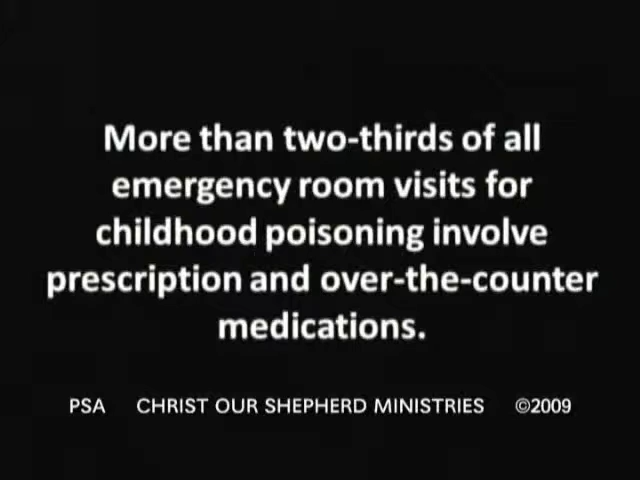 More than two-thirds of all
emergency room visits for
childhood poisoning involve
prescription and over-the-counter
medications.
PSA CHRIST OUR SHEPHERD MINISTRIES ©2009